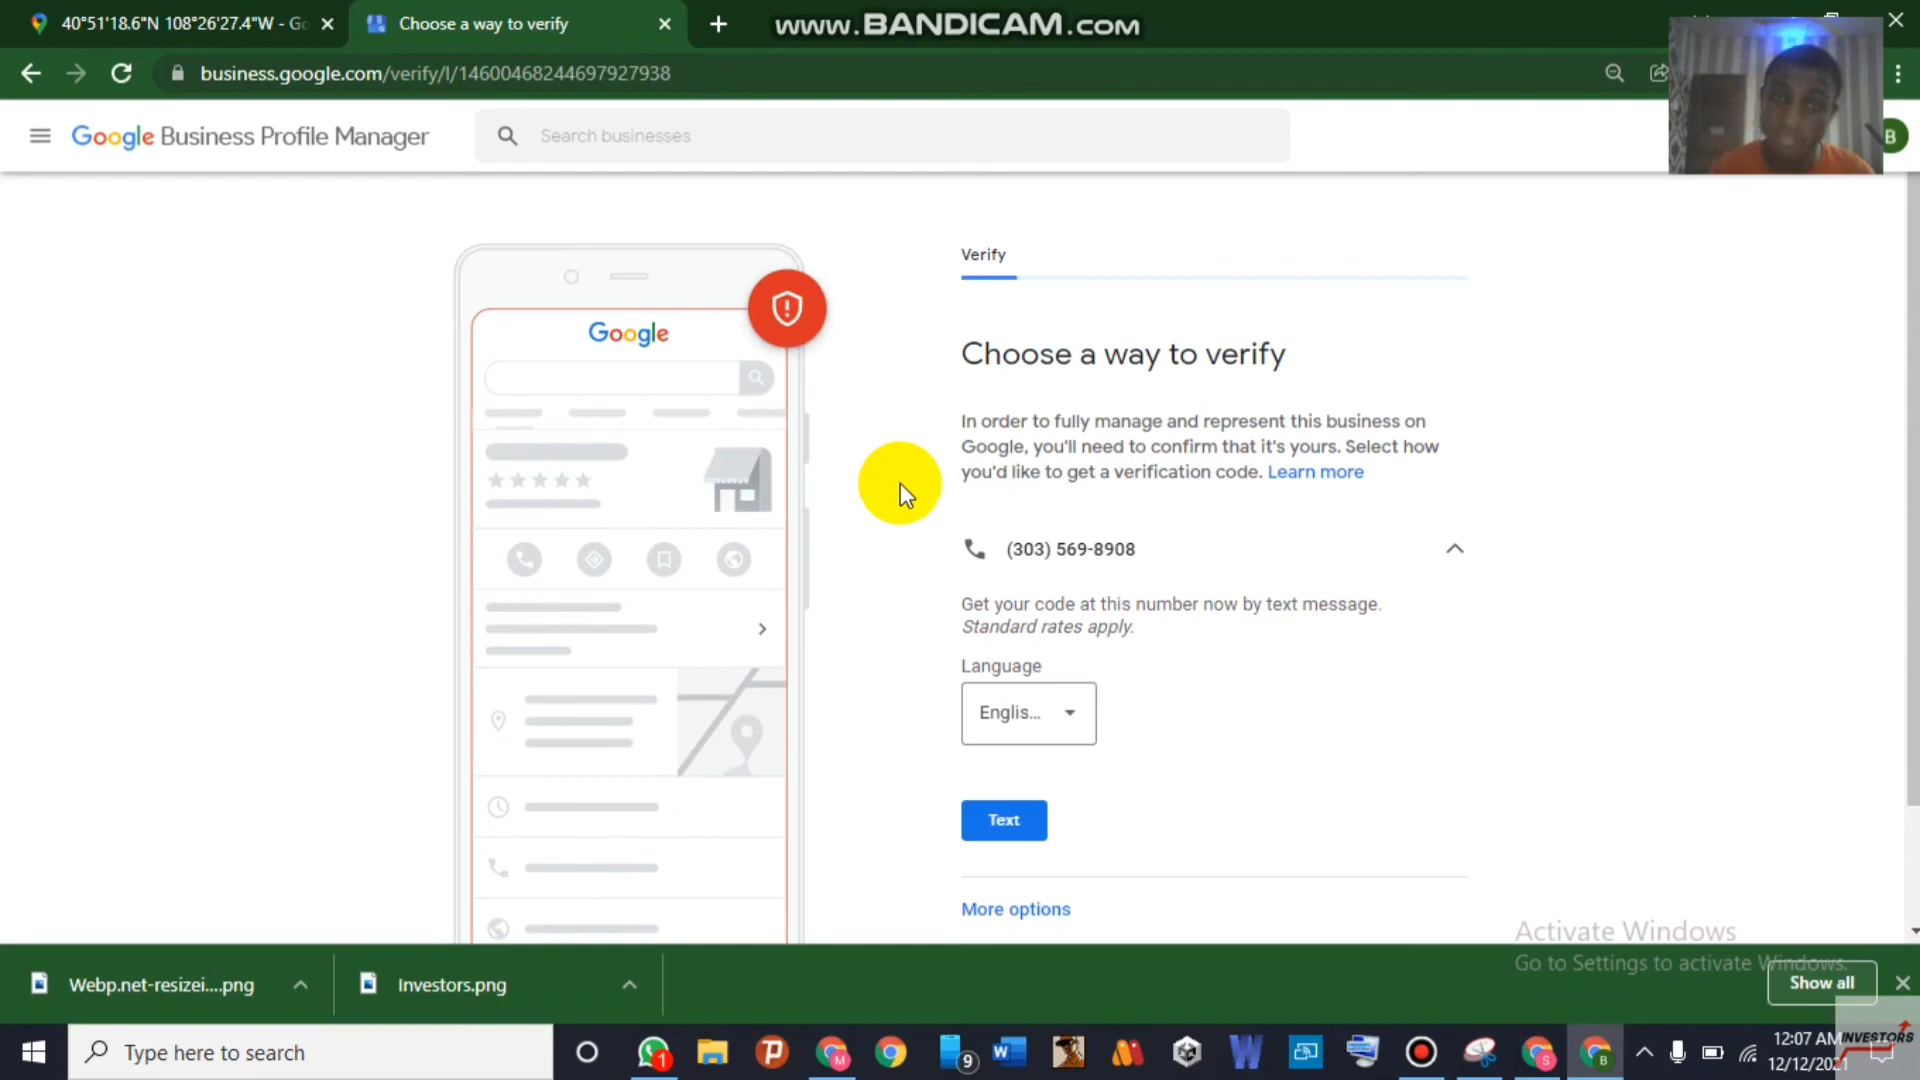 40°51'18.6"N 108°26'27.4"W - Go
Choose a way to verify
www.BANDICAM.com
business.google.com/verify/l/14600468244697927938
Google Business Profile Manager
Search businesses
B
Verify
Google
Choose a way to verify
In order to fully manage and represent this business on
Google, you'll need to confirm that it's yours. Select how
you'd like to get a verification code. Learn more
(303) 569-8908
Get your code at this number now by text message.
Standard rates apply.
Language
Englis...
Text
More options
Activate Windows
Go to Settings to activate Windows.
Webp.net-resizei....png
Investors.png
Show all
Type here to search
1
M
9
W
S
B
12:07 AM
12/12/2021
INVESTORS